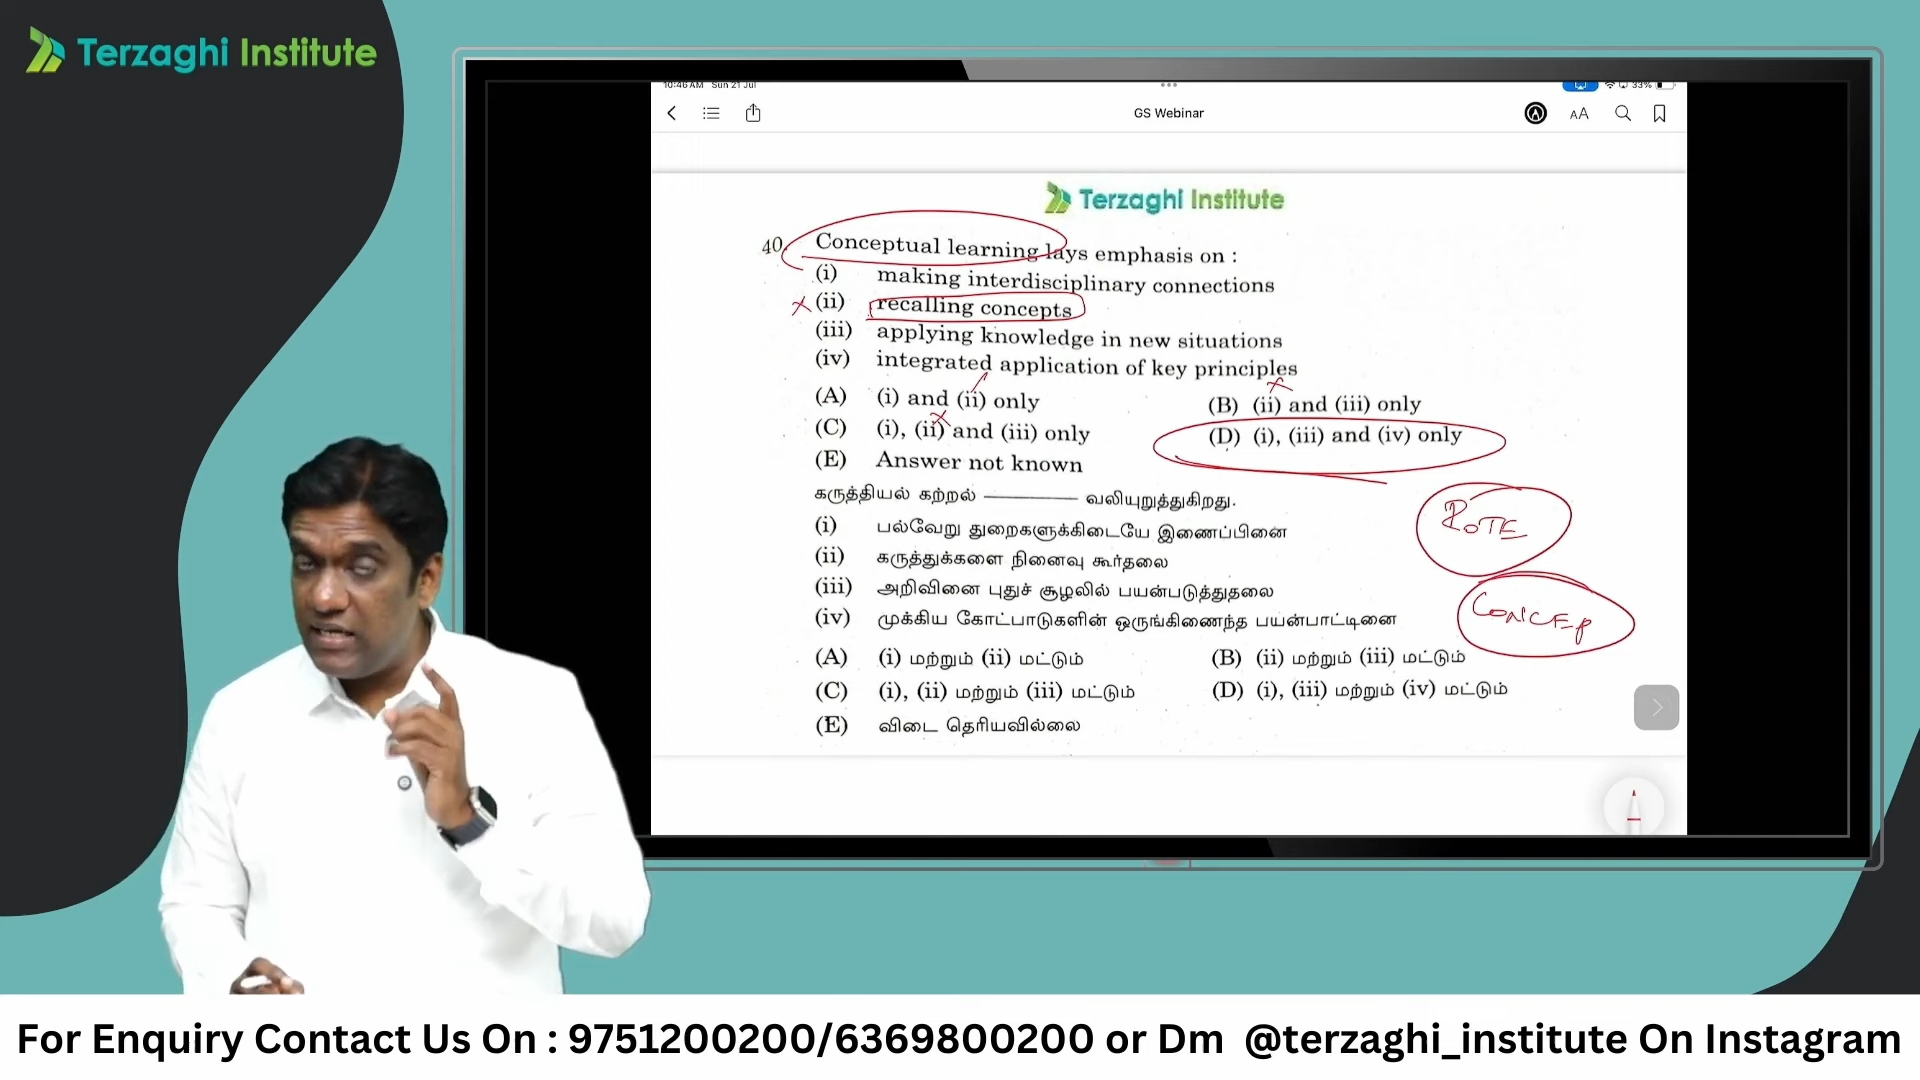 Terzaghi Institute
10:46 AM Sun 21 Jul
33%
GS Webinar
AA
Terzaghi Institute
40. Conceptual learning lays emphasis on :
(i) making interdisciplinary connections
x (ii) recalling concepts
(iii) applying knowledge in new situations
(iv) integrated application of key principles
(A) (i) and (ii) only (B) (ii) and (iii) only
(C) (i), (ii) and (iii) only (D) (i), (iii) and (iv) only
(E) Answer not known
கருத்தியல் கற்றல் ———— வலியுறுத்துகிறது.
(i) பல்வேறு துறைகளுக்கிடையே இணைப்பினை
(ii) கருத்துக்களை நினைவு கூர்தலை
(iii) அறிவினை புதுச் சூழலில் பயன்படுத்துதலை
(iv) முக்கிய கோட்பாடுகளின் ஒருங்கிணைந்த பயன்பாட்டினை
(A) (i) மற்றும் (ii) மட்டும் (B) (ii) மற்றும் (iii) மட்டும்
(C) (i), (ii) மற்றும் (iii) மட்டும் (D) (i), (iii) மற்றும் (iv) மட்டும்
(E) விடை தெரியவில்லை
ROTE
CONCEP
For Enquiry Contact Us On : 9751200200/6369800200 or Dm @terzaghi_institute On Instagram